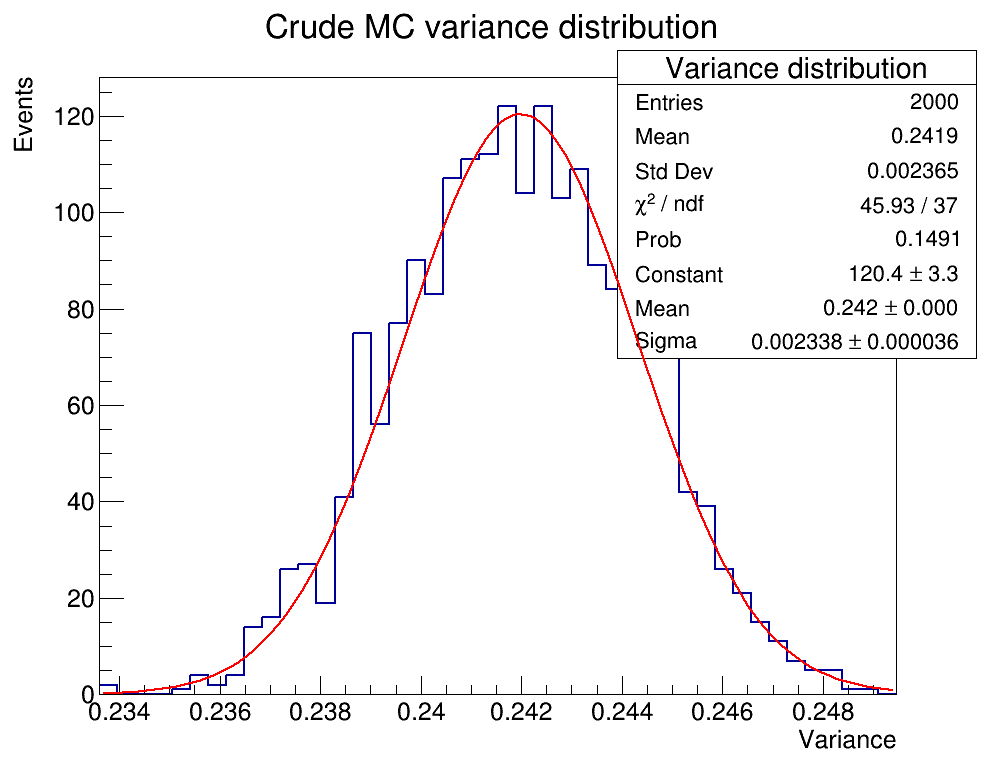 Crude MC variance distribution
Events
Variance distribution
Entries 2000
Mean 0.2419
Std Dev 0.002365
χ² / ndf 45.93 / 37
Prob 0.1491
Constant 120.4 ± 3.3
Mean 0.242 ± 0.000
Sigma 0.002338 ± 0.000036
120
100
80
60
40
20
0
0.234 0.236 0.238 0.24 0.242 0.244 0.246 0.248
Variance